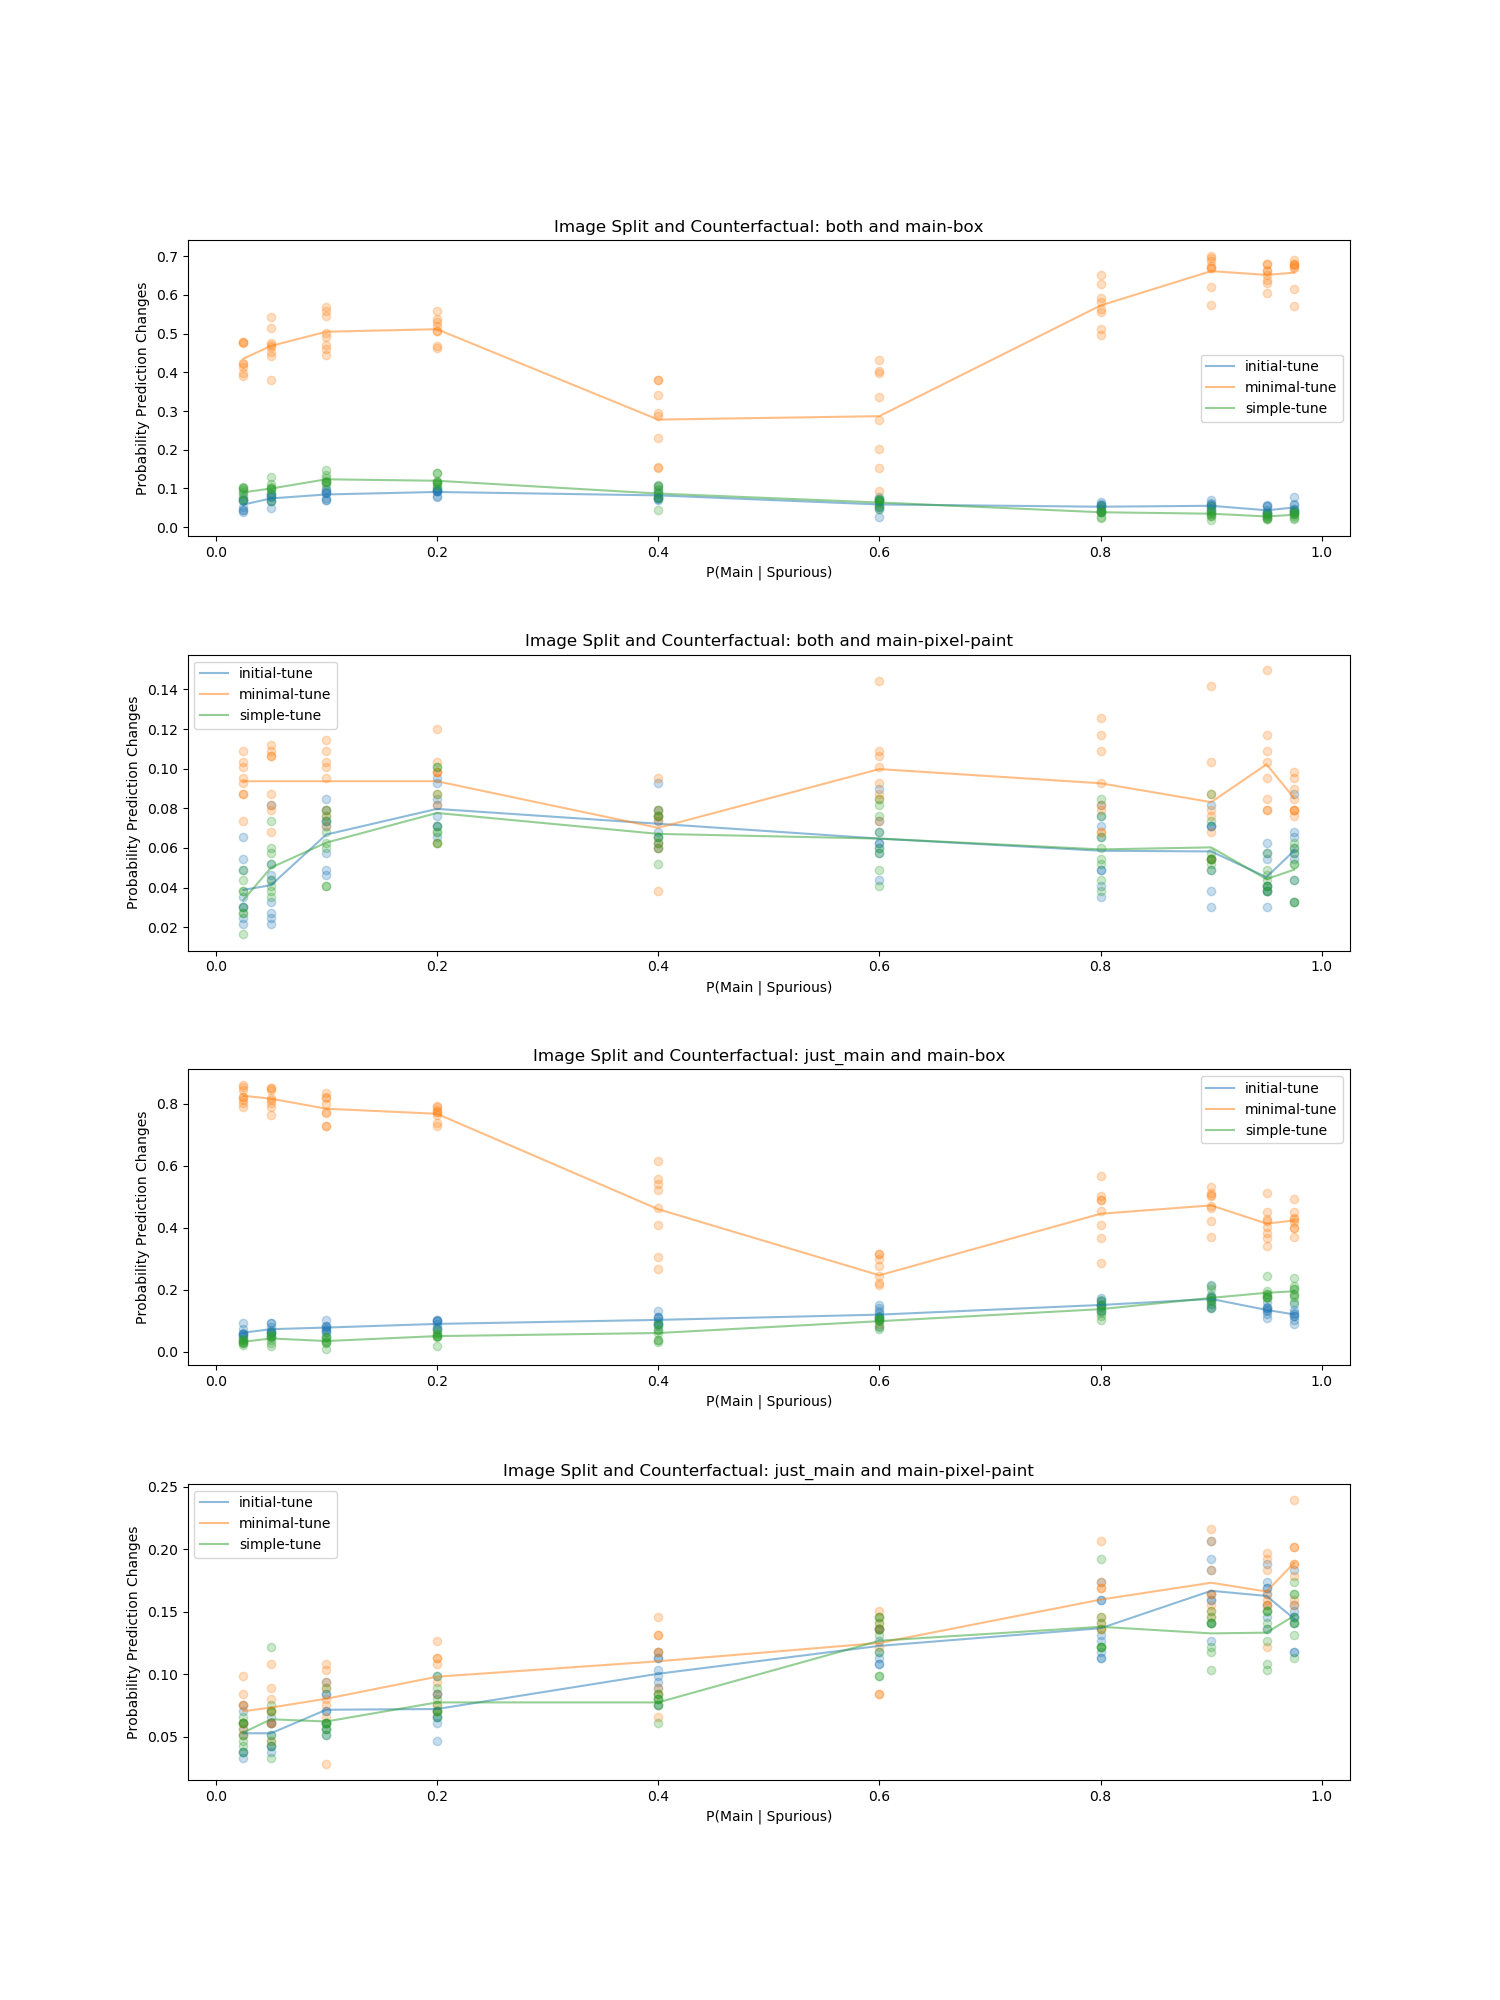 Image Split and Counterfactual: both and main-box
Probability Prediction Changes
0.7
0.6
0.5
0.4
0.3
0.2
0.1
0.0
initial-tune
minimal-tune
simple-tune
0.0 0.2 0.4 0.6 0.8 1.0
P(Main | Spurious)
Image Split and Counterfactual: both and main-pixel-paint
Probability Prediction Changes
0.14
0.12
0.10
0.08
0.06
0.04
0.02
initial-tune
minimal-tune
simple-tune
0.0 0.2 0.4 0.6 0.8 1.0
P(Main | Spurious)
Image Split and Counterfactual: just_main and main-box
Probability Prediction Changes
0.8
0.6
0.4
0.2
0.0
initial-tune
minimal-tune
simple-tune
0.0 0.2 0.4 0.6 0.8 1.0
P(Main | Spurious)
Image Split and Counterfactual: just_main and main-pixel-paint
Probability Prediction Changes
0.25
0.20
0.15
0.10
0.05
initial-tune
minimal-tune
simple-tune
0.0 0.2 0.4 0.6 0.8 1.0
P(Main | Spurious)